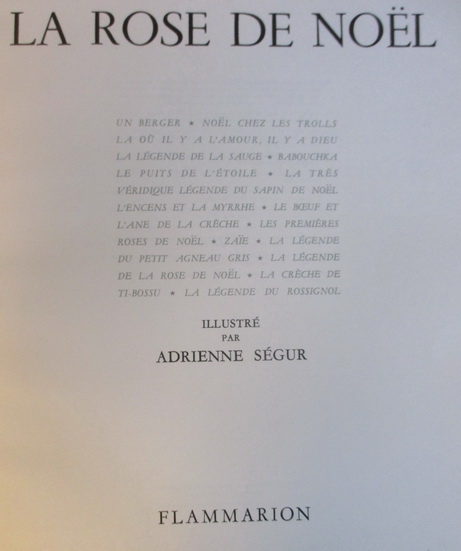 LA ROSE DE NOËL
UN BERGER ★ NOËL CHEZ LES TROLLS
LA OÙ IL Y A L'AMOUR, IL Y A DIEU
LA LÉGENDE DE LA SAUGE ★ BABOUCHKA
LE PUITS DE L'ÉTOILE ★ LA TRÈS
VÉRIDIQUE LÉGENDE DU SAPIN DE NOËL
L'ENCENS ET LA MYRRHE ★ LE BŒUF ET
L'ANE DE LA CRÈCHE ★ LES PREMIÈRES
ROSES DE NOËL ★ ZAÏE ★ LA LÉGENDE
DU PETIT AGNEAU GRIS ★ LA LÉGENDE
DE LA ROSE DE NOËL ★ LA CRÈCHE DE
TI-BOSSU ★ LA LÉGENDE DU ROSSIGNOL
ILLUSTRÉ
PAR
ADRIENNE SÉGUR
FLAMMARION